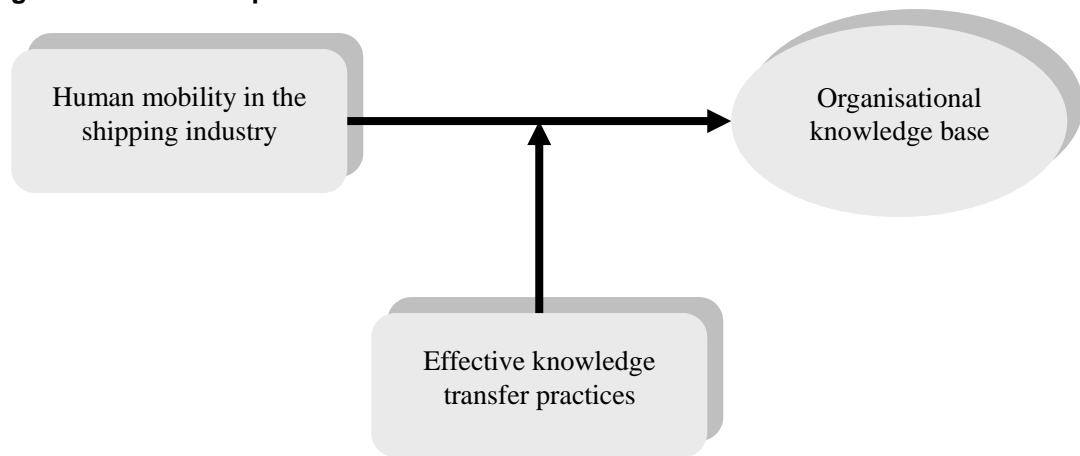 Human mobility in the
shipping industry
Organisational
knowledge base
Effective knowledge
transfer practices